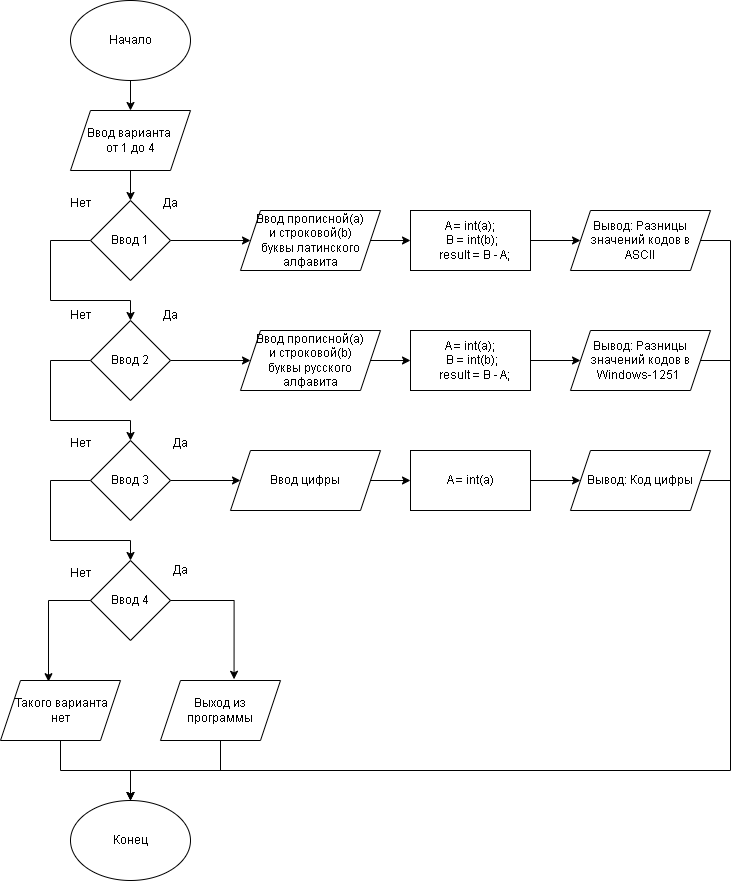 Начало
Ввод варианта
от 1 до 4
Нет
Да
Ввод 1
Ввод прописной(a)
и строковой(b)
буквы латинского
алфавита
A = int(a);
B = int(b);
result = B - A;
Вывод: Разницы
значений кодов в
ASCII
Нет
Да
Ввод 2
Ввод прописной(a)
и строковой(b)
буквы русского
алфавита
A = int(a);
B = int(b);
result = B - A;
Вывод: Разницы
значений кодов в
Windows-1251
Нет
Да
Ввод 3
Ввод цифры
A = int(a)
Вывод: Код цифры
Нет
Да
Ввод 4
Такого варианта
нет
Выход из
программы
Конец